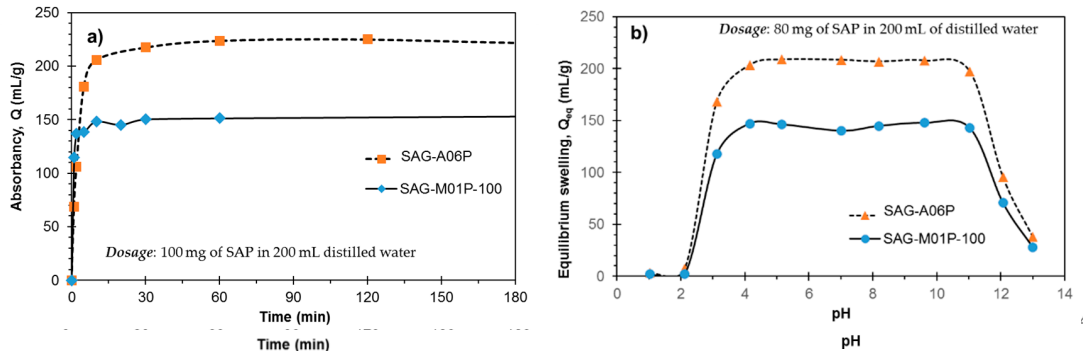 a)
250
200
150
100
50
0
Absorbancy, Q (mL/g)
SAG-A06P
SAG-M01P-100
Dosage: 100 mg of SAP in 200 mL distilled water
0 30 60 90 120 150 180
Time (min)
Time (min)
b)
Dosage: 80 mg of SAP in 200 mL of distilled water
250
200
150
100
50
0
Equilibrium swelling, Qeq (mL/g)
SAG-A06P
SAG-M01P-100
0 2 4 6 8 10 12 14
pH
pH